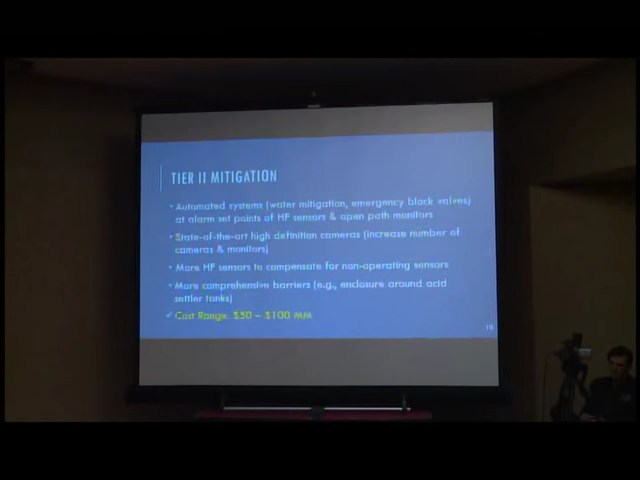 TIER II MITIGATION
Automated systems (water mitigation, emergency block valves)
at alarm set points of HF sensors & open path monitors
State-of-the-art high definition cameras (increase number of
cameras & monitors)
More HF sensors to compensate for non-operating sensors
More comprehensive barriers (e.g., enclosure around acid
settler tanks)
✓ Cost Range: $50 – $100 MM